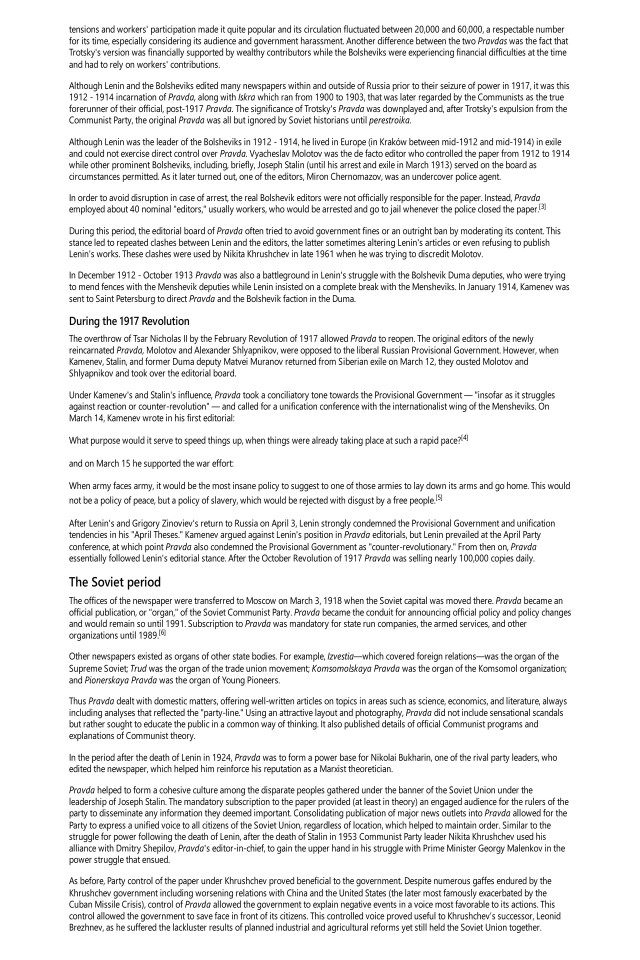 tensions and workers' participation made it quite popular and its circulation fluctuated between 20,000 and 60,000, a respectable number
for its time, especially considering its audience and government harassment. Another difference between the two Pravdas was the fact that
Trotsky's version was financially supported by wealthy contributors while the Bolsheviks were experiencing financial difficulties at the time
and had to rely on workers' contributions.
Although Lenin and the Bolsheviks edited many newspapers within and outside of Russia prior to their seizure of power in 1917, it was this
1912 - 1914 incarnation of Pravda, along with Iskra which ran from 1900 to 1903, that was later regarded by the Communists as the true
forerunner of their official, post-1917 Pravda. The significance of Trotsky's Pravda was downplayed and, after Trotsky's expulsion from the
Communist Party, the original Pravda was all but ignored by Soviet historians until perestroika.
Although Lenin was the leader of the Bolsheviks in 1912 - 1914, he lived in Europe (in Kraków between mid-1912 and mid-1914) in exile
and could not exercise direct control over Pravda. Vyacheslav Molotov was the de facto editor who controlled the paper from 1912 to 1914
while other prominent Bolsheviks, including, briefly, Joseph Stalin (until his arrest and exile in March 1913) served on the board as
circumstances permitted. As it later turned out, one of the editors, Miron Chernomazov, was an undercover police agent.
In order to avoid disruption in case of arrest, the real Bolshevik editors were not officially responsible for the paper. Instead, Pravda
employed about 40 nominal "editors," usually workers, who would be arrested and go to jail whenever the police closed the paper.[3]
During this period, the editorial board of Pravda often tried to avoid government fines or an outright ban by moderating its content. This
stance led to repeated clashes between Lenin and the editors, the latter sometimes altering Lenin's articles or even refusing to publish
Lenin's works. These clashes were used by Nikita Khrushchev in late 1961 when he was trying to discredit Molotov.
In December 1912 - October 1913 Pravda was also a battleground in Lenin's struggle with the Bolshevik Duma deputies, who were trying
to mend fences with the Menshevik deputies while Lenin insisted on a complete break with the Mensheviks. In January 1914, Kamenev was
sent to Saint Petersburg to direct Pravda and the Bolshevik faction in the Duma.
During the 1917 Revolution
The overthrow of Tsar Nicholas II by the February Revolution of 1917 allowed Pravda to reopen. The original editors of the newly
reincarnated Pravda, Molotov and Alexander Shlyapnikov, were opposed to the liberal Russian Provisional Government. However, when
Kamenev, Stalin, and former Duma deputy Matvei Muranov returned from Siberian exile on March 12, they ousted Molotov and
Shlyapnikov and took over the editorial board.
Under Kamenev's and Stalin's influence, Pravda took a conciliatory tone towards the Provisional Government — "insofar as it struggles
against reaction or counter-revolution" — and called for a unification conference with the internationalist wing of the Mensheviks. On
March 14, Kamenev wrote in his first editorial:
What purpose would it serve to speed things up, when things were already taking place at such a rapid pace?[4]
and on March 15 he supported the war effort:
When army faces army, it would be the most insane policy to suggest to one of those armies to lay down its arms and go home. This would
not be a policy of peace, but a policy of slavery, which would be rejected with disgust by a free people.[5]
After Lenin's and Grigory Zinoviev's return to Russia on April 3, Lenin strongly condemned the Provisional Government and unification
tendencies in his "April Theses." Kamenev argued against Lenin's position in Pravda editorials, but Lenin prevailed at the April Party
conference, at which point Pravda also condemned the Provisional Government as "counter-revolutionary." From then on, Pravda
essentially followed Lenin's editorial stance. After the October Revolution of 1917 Pravda was selling nearly 100,000 copies daily.
The Soviet period
The offices of the newspaper were transferred to Moscow on March 3, 1918 when the Soviet capital was moved there. Pravda became an
official publication, or "organ," of the Soviet Communist Party. Pravda became the conduit for announcing official policy and policy changes
and would remain so until 1991. Subscription to Pravda was mandatory for state run companies, the armed services, and other
organizations until 1989.[6]
Other newspapers existed as organs of other state bodies. For example, Izvestia—which covered foreign relations—was the organ of the
Supreme Soviet; Trud was the organ of the trade union movement; Komsomolskaya Pravda was the organ of the Komsomol organization;
and Pionerskaya Pravda was the organ of Young Pioneers.
Thus Pravda dealt with domestic matters, offering well-written articles on topics in areas such as science, economics, and literature, always
including analyses that reflected the "party-line." Using an attractive layout and photography, Pravda did not include sensational scandals
but rather sought to educate the public in a common way of thinking. It also published details of official Communist programs and
explanations of Communist theory.
In the period after the death of Lenin in 1924, Pravda was to form a power base for Nikolai Bukharin, one of the rival party leaders, who
edited the newspaper, which helped him reinforce his reputation as a Marxist theoretician.
Pravda helped to form a cohesive culture among the disparate peoples gathered under the banner of the Soviet Union under the
leadership of Joseph Stalin. The mandatory subscription to the paper provided (at least in theory) an engaged audience for the rulers of the
party to disseminate any information they deemed important. Consolidating publication of major news outlets into Pravda allowed for the
Party to express a unified voice to all citizens of the Soviet Union, regardless of location, which helped to maintain order. Similar to the
struggle for power following the death of Lenin, after the death of Stalin in 1953 Communist Party leader Nikita Khrushchev used his
alliance with Dmitry Shepilov, Pravda's editor-in-chief, to gain the upper hand in his struggle with Prime Minister Georgy Malenkov in the
power struggle that ensued.
As before, Party control of the paper under Khrushchev proved beneficial to the government. Despite numerous gaffes endured by the
Khrushchev government including worsening relations with China and the United States (the later most famously exacerbated by the
Cuban Missile Crisis), control of Pravda allowed the government to explain negative events in a voice most favorable to its actions. This
control allowed the government to save face in front of its citizens. This controlled voice proved useful to Khrushchev's successor, Leonid
Brezhnev, as he suffered the lackluster results of planned industrial and agricultural reforms yet still held the Soviet Union together.